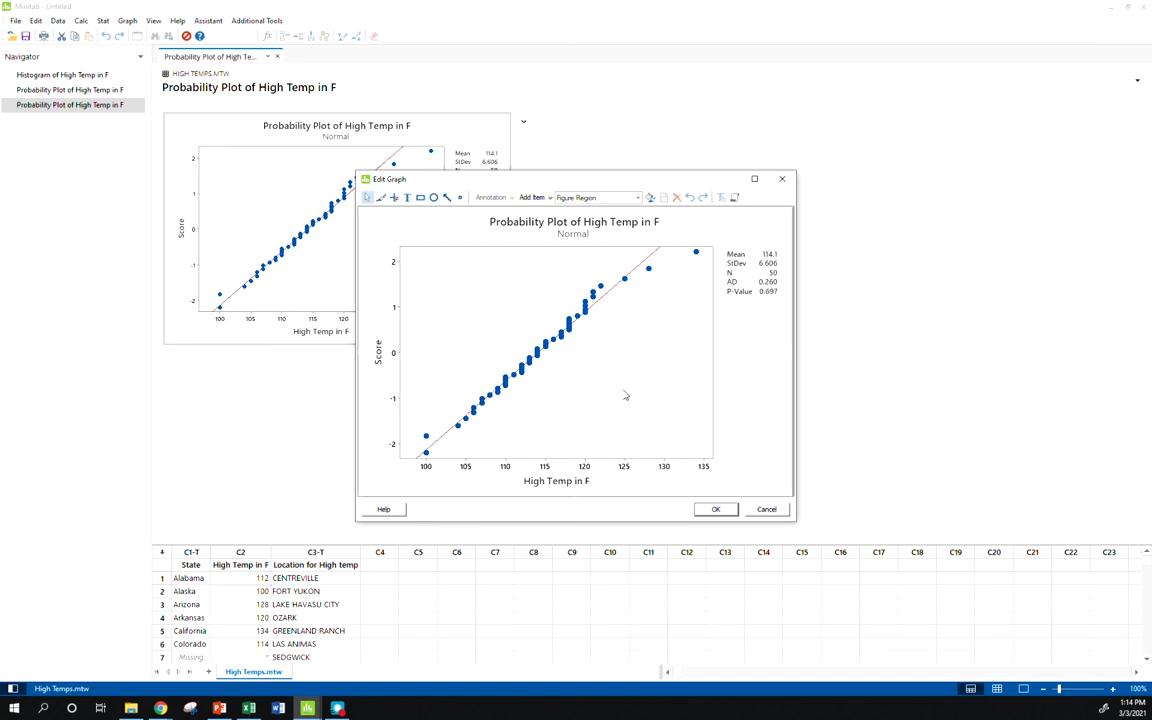 Minitab - Untitled
File Edit Data Calc Stat Graph View Help Assistant Additional Tools
Navigator
Probability Plot of High Te...
Histogram of High Temp in F
Probability Plot of High Temp in F
Probability Plot of High Temp in F
HIGH TEMPS.MTW
Probability Plot of High Temp in F
Probability Plot of High Temp in F
Normal
Mean 114.1
StDev 6.606
2
1
0
-1
-2
Score
100 105 110 115 120
High Temp in F
Edit Graph
Annotation Add Item Figure Region
Probability Plot of High Temp in F
Normal
Mean 114.1
StDev 6.606
N 50
AD 0.260
P-Value 0.697
2
1
0
-1
-2
Score
100 105 110 115 120 125 130 135
High Temp in F
Help OK Cancel
C1-T C2 C3-T C4 C5 C6 C7 C8 C9 C10 C11 C12 C13 C14 C15 C16 C17 C18 C19 C20 C21 C22 C23
State High Temp in F Location for High temp
1 Alabama 112 CENTREVILLE
2 Alaska 100 FORT YUKON
3 Arizona 128 LAKE HAVASU CITY
4 Arkansas 120 OZARK
5 California 134 GREENLAND RANCH
6 Colorado 114 LAS ANIMAS
7 Missing * SEDGWICK
High Temps.mtw
High Temps.mtw
100%
1:14 PM
3/3/2021